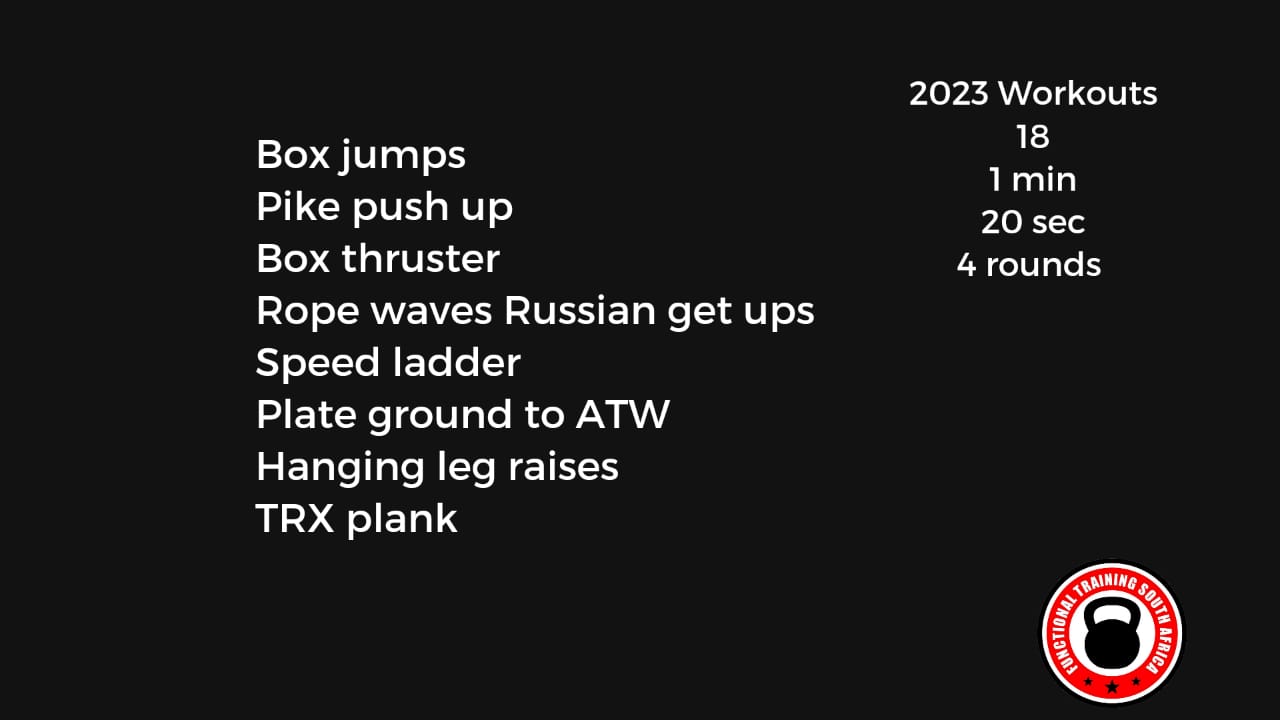 Box jumps
Pike push up
Box thruster
Rope waves Russian get ups
Speed ladder
Plate ground to ATW
Hanging leg raises
TRX plank
2023 Workouts
18
1 min
20 sec
4 rounds
FUNCTIONAL TRAINING SOUTH AFRICA